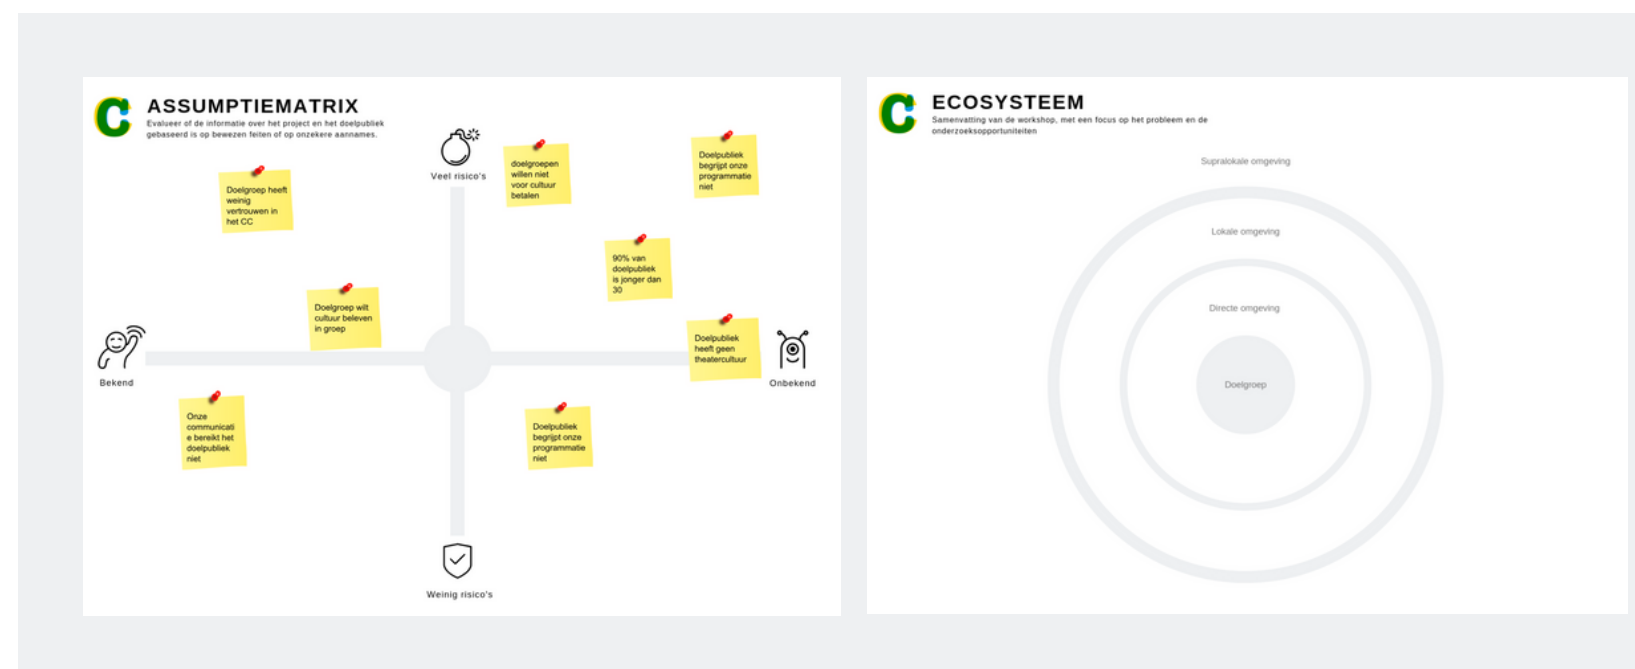 C
ASSUMPTIEMATRIX
Evalueer of de informatie over het project en het doelpubliek
gebaseerd is op bewezen feiten of op onzekere aannames.
Veel risico's
Doelgroep heeft
weinig
vertrouwen in
het CC
doelgroepen
willen niet
voor cultuur
betalen
Doelpubliek
begrijpt onze
programmatie
niet
90% van
doelpubliek
is jonger dan
30
Doelgroep wilt
cultuur beleven
in groep
Doelpubliek
heeft geen
theatercultuur
Bekend
Onbekend
Onze
communicati
e bereikt het
doelpubliek
niet
Doelpubliek
begrijpt onze
programmatie
niet
Weinig risico's
C
ECOSYSTEEM
Samenvatting van de workshop, met een focus op het probleem en de
onderzoeksopportuniteiten
Supralokale omgeving
Lokale omgeving
Directe omgeving
Doelgroep